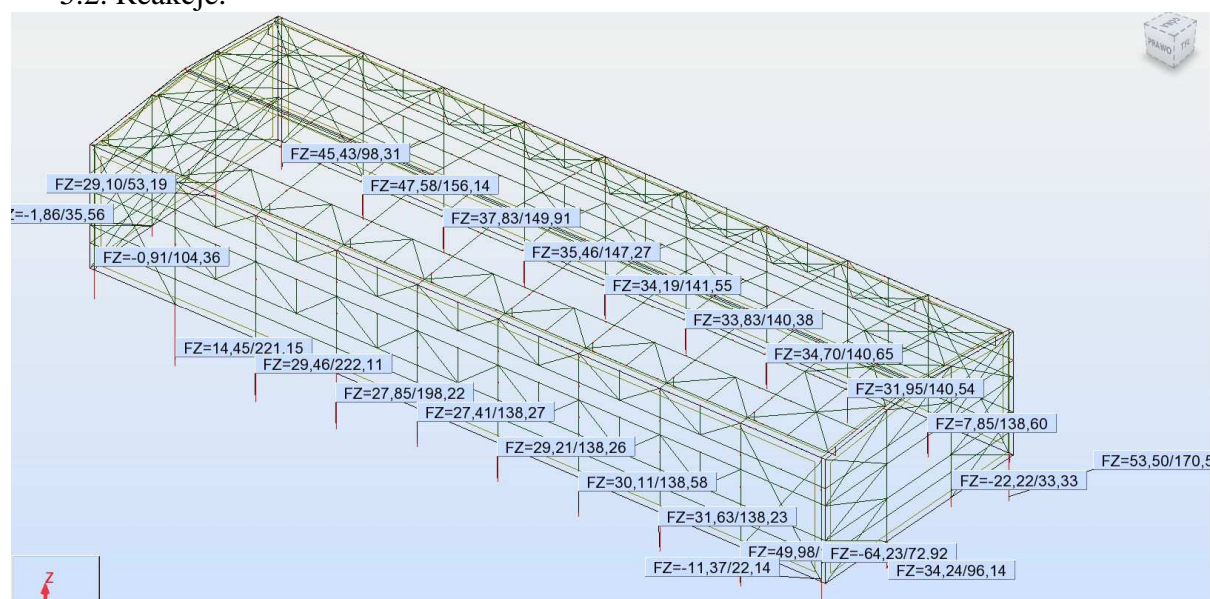 5.2. Reakcje:
PRAWO
TYŁ
FZ=45,43/98,31
FZ=29,10/53,19
FZ=47,58/156,14
Z=-1,86/35,56
FZ=37,83/149,91
FZ=-0,91/104,36
FZ=35,46/147,27
FZ=34,19/141,55
FZ=33,83/140,38
FZ=14,45/221,15
FZ=34,70/140,65
FZ=29,46/222,11
FZ=31,95/140,54
FZ=27,85/198,22
FZ=27,41/138,27
FZ=7,85/138,60
FZ=29,21/138,26
FZ=53,50/170,5
FZ=30,11/138,58
FZ=-22,22/33,33
FZ=31,63/138,23
FZ=49,98/
FZ=-64,23/72,92
FZ=-11,37/22,14
FZ=34,24/96,14
Z